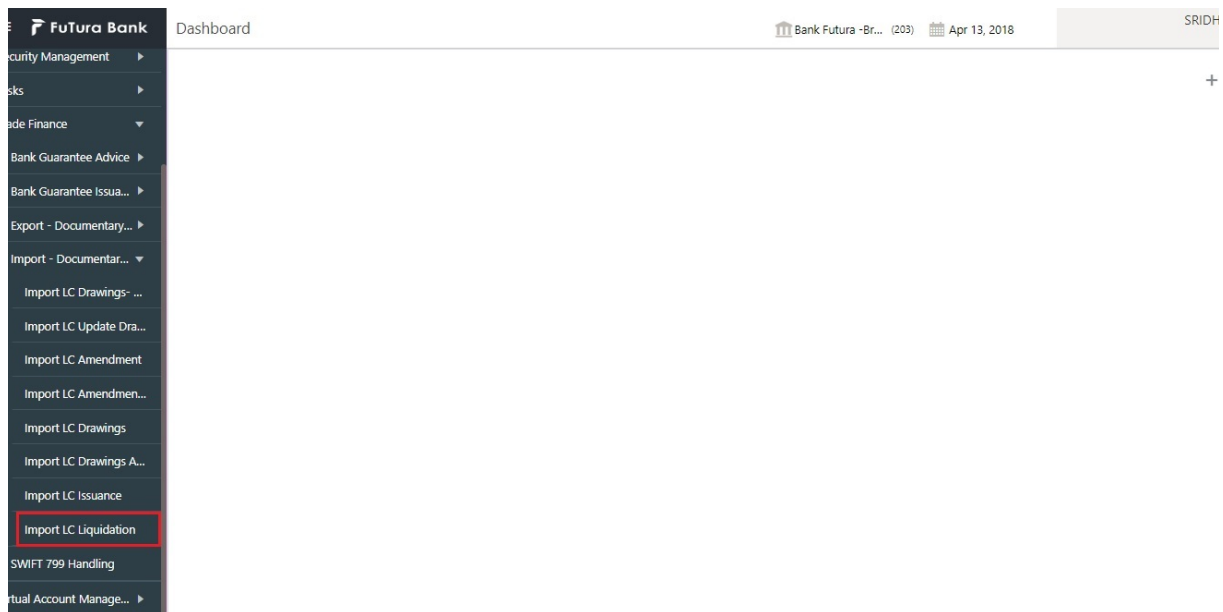 FuTura Bank
Dashboard
Bank Futura -Br... (203)
Apr 13, 2018
SRIDH
curity Management
sks
ade Finance
Bank Guarantee Advice
Bank Guarantee Issua...
Export - Documentary...
Import - Documentar...
Import LC Drawings- ...
Import LC Update Dra...
Import LC Amendment
Import LC Amendmen...
Import LC Drawings
Import LC Drawings A...
Import LC Issuance
Import LC Liquidation
SWIFT 799 Handling
rtual Account Manage...